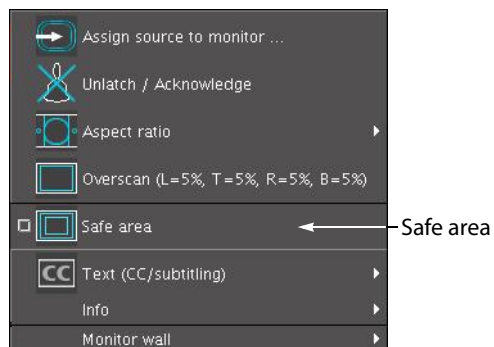 Assign source to monitor ...
Unlatch / Acknowledge
Aspect ratio
Overscan (L=5%, T=5%, R=5%, B=5%)
Safe area
Safe area
CC Text (CC/subtitling)
Info
Monitor wall